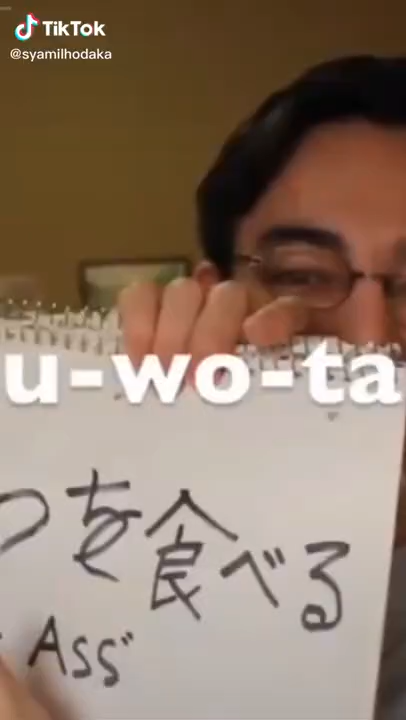 TikTok
@syamilhodaka
u-wo-ta
つを食べる
Ass"